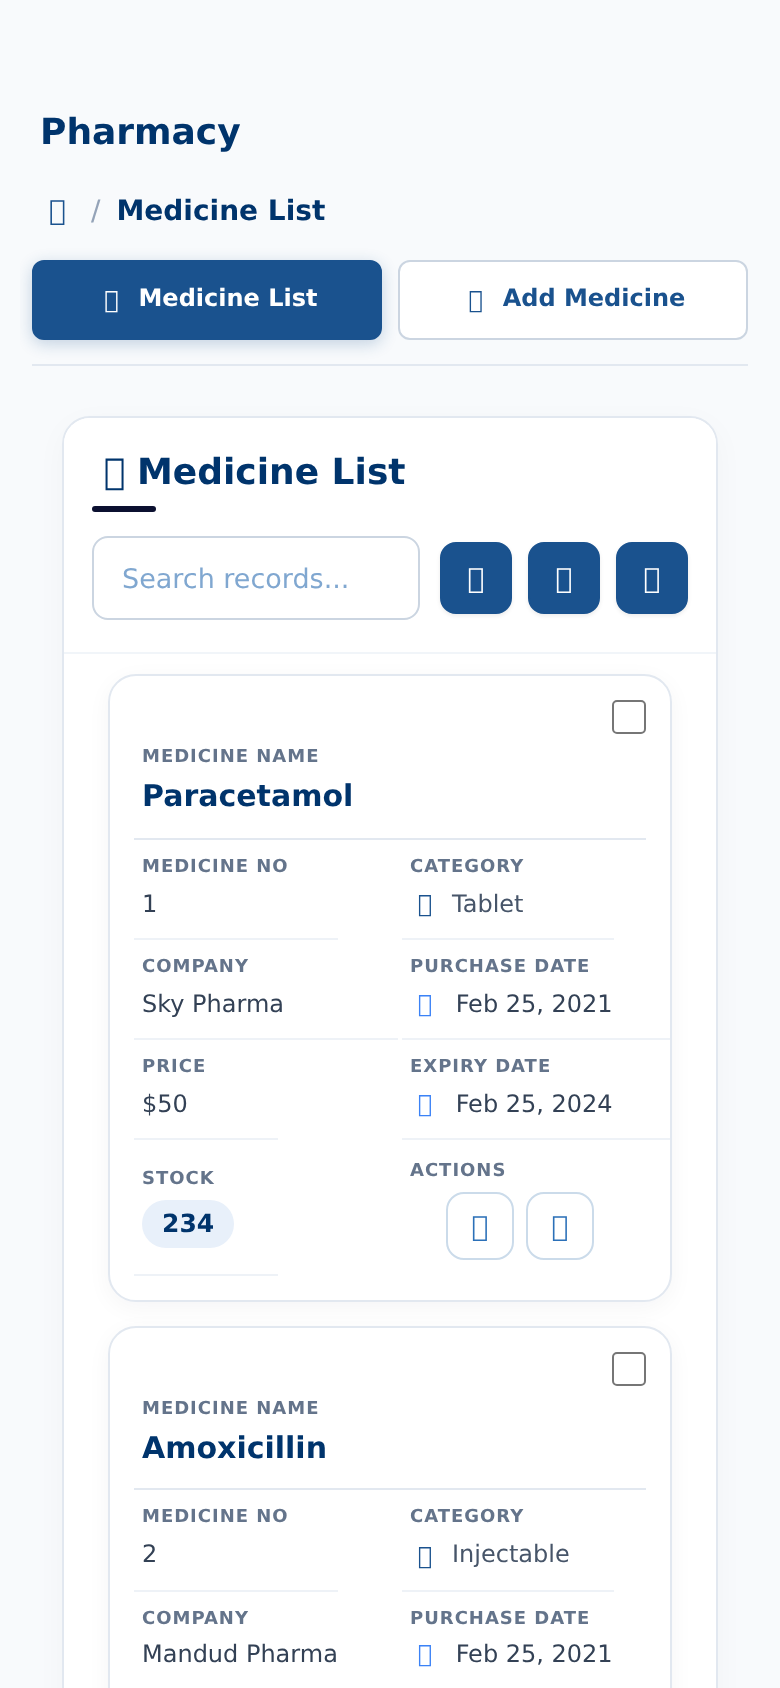 Pharmacy
/ Medicine List
Medicine List
Add Medicine
Medicine List
Search records...
MEDICINE NAME
Paracetamol
MEDICINE NO
CATEGORY
1
Tablet
COMPANY
PURCHASE DATE
Sky Pharma
Feb 25, 2021
PRICE
EXPIRY DATE
$50
Feb 25, 2024
STOCK
ACTIONS
234
MEDICINE NAME
Amoxicillin
MEDICINE NO
CATEGORY
2
Injectable
COMPANY
PURCHASE DATE
Mandud Pharma
Feb 25, 2021